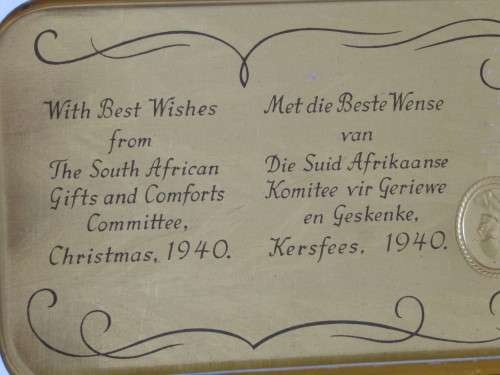 With Best Wishes
from
The South African
Gifts and Comforts
Committee,
Christmas, 1940.
Met die Beste Wense
van
Die Suid Afrikaanse
Komitee vir Geriewe
en Geskenke,
Kersfees, 1940.